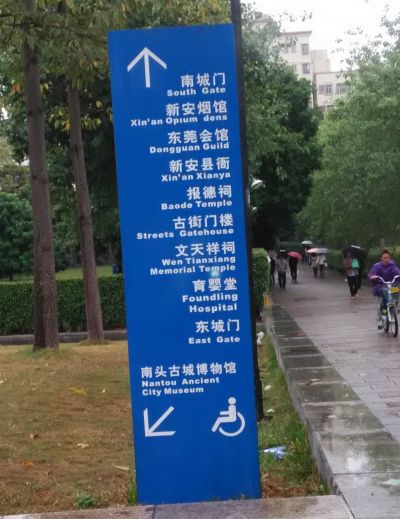 南城门
South Gate
新安烟馆
Xin'an Opium dens
东莞会馆
Dongguan Guild
新安县衙
Xin'an Xianya
报德祠
Baode Temple
古街门楼
Streets Gatehouse
文天祥祠
Wen Tianxiang
Memorial Temple
育婴堂
Foundling
Hospital
东城门
East Gate
南头古城博物馆
Nantou Ancient
City Museum